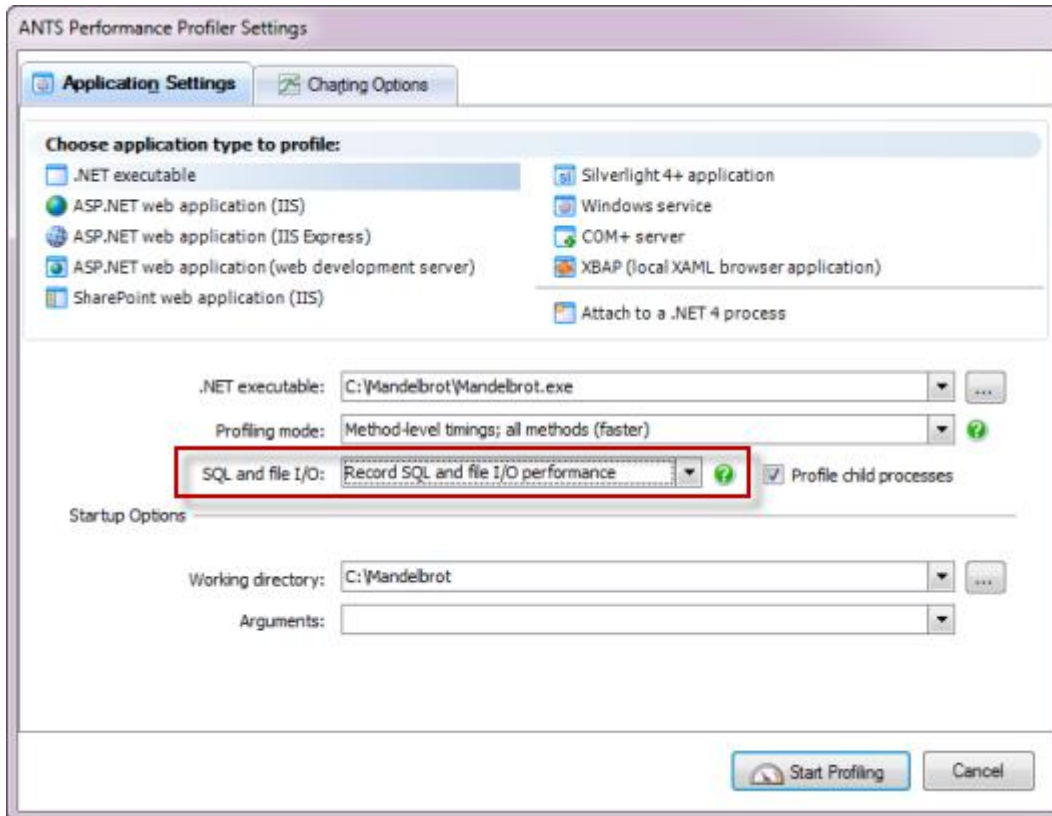 ANTS Performance Profiler Settings
Application Settings
Charting Options
Choose application type to profile:
.NET executable
ASP.NET web application (IIS)
ASP.NET web application (IIS Express)
ASP.NET web application (web development server)
SharePoint web application (IIS)
Silverlight 4+ application
Windows service
COM+ server
XBAP (local XAML browser application)
Attach to a .NET 4 process
.NET executable: C:\Mandelbrot\Mandelbrot.exe ...
Profiling mode: Method-level timings; all methods (faster) ?
SQL and file I/O: Record SQL and file I/O performance ? Profile child processes
Startup Options
Working directory: C:\Mandelbrot ...
Arguments:
Start Profiling Cancel